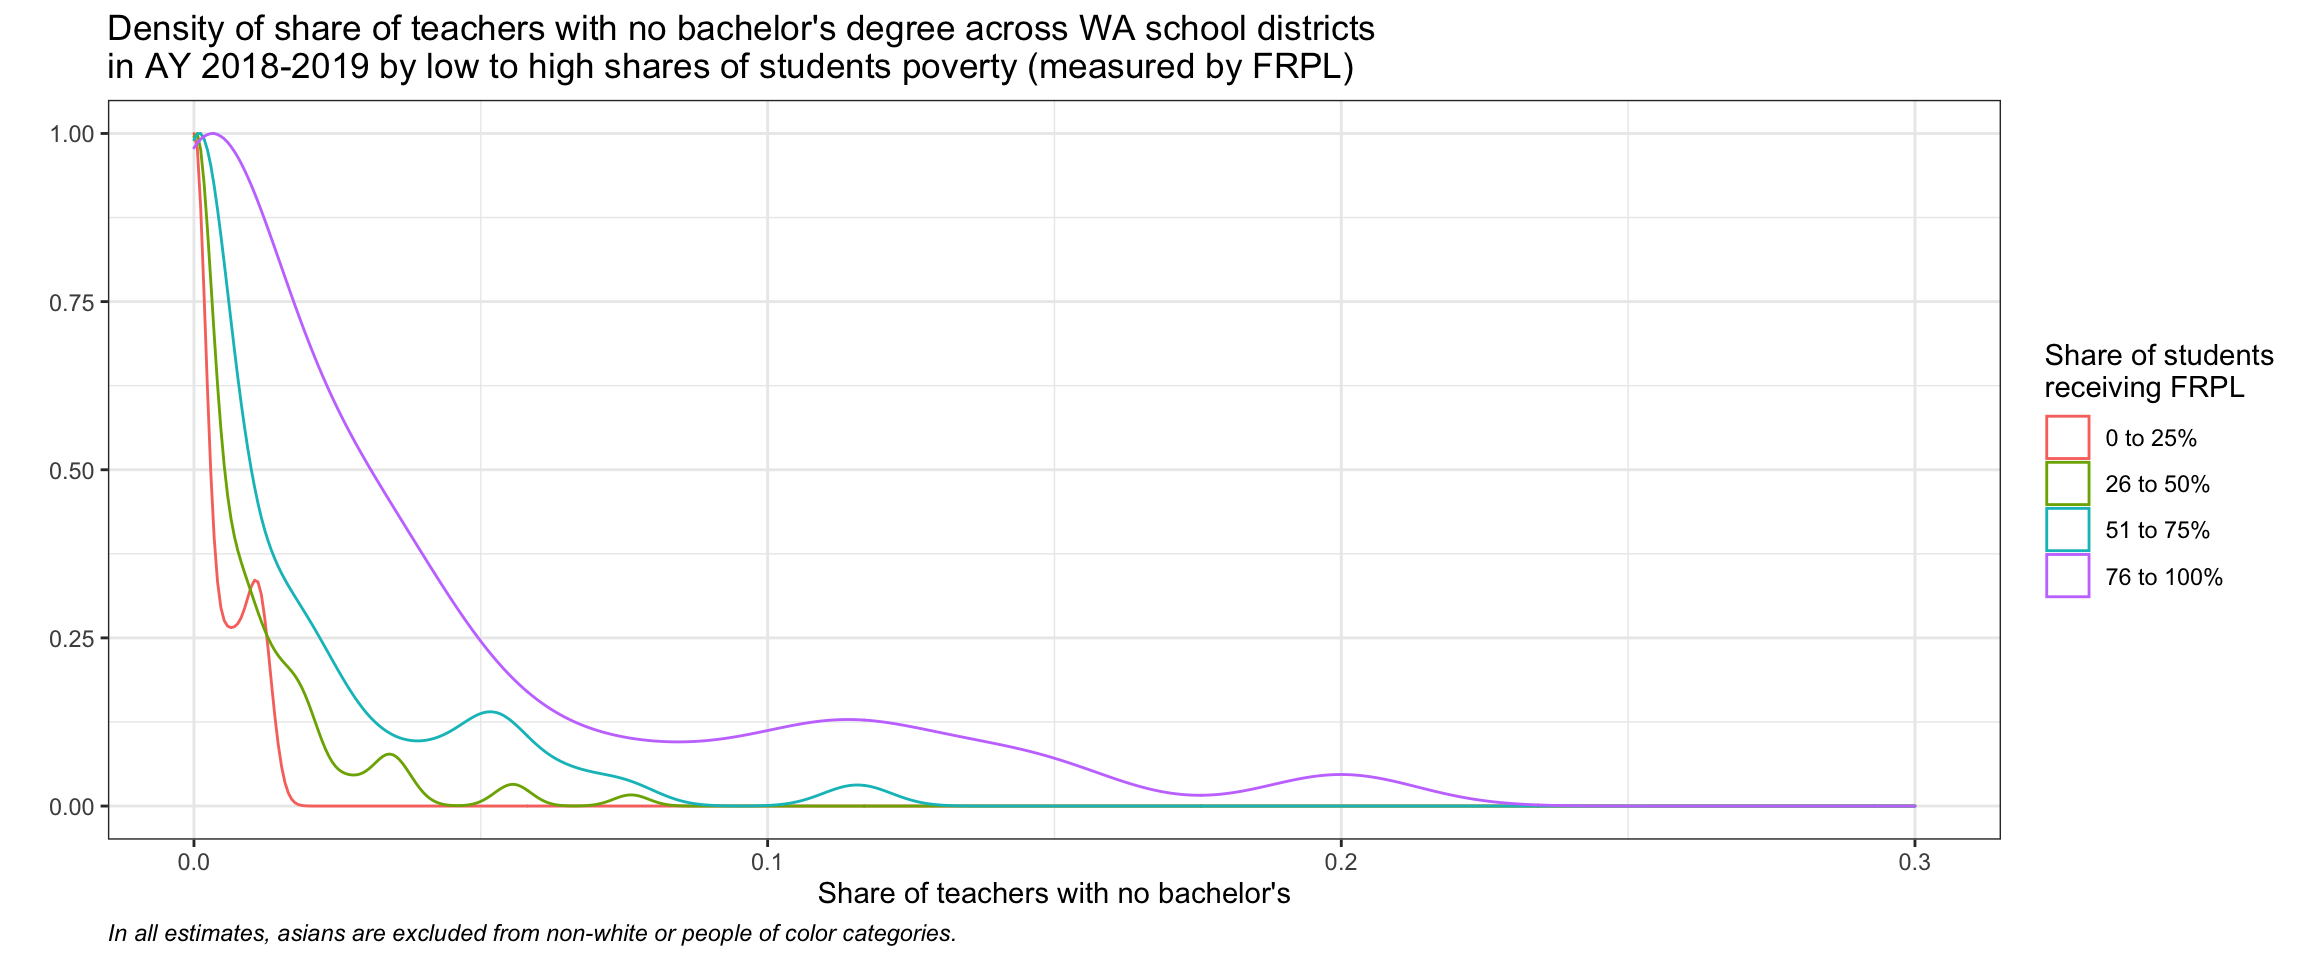 Density of share of teachers with no bachelor's degree across WA school districts
in AY 2018-2019 by low to high shares of students poverty (measured by FRPL)
1.00
0.75
0.50
0.25
0.00
0.0
0.1
0.2
0.3
Share of teachers with no bachelor's
In all estimates, asians are excluded from non-white or people of color categories.
Share of students
receiving FRPL
0 to 25%
26 to 50%
51 to 75%
76 to 100%